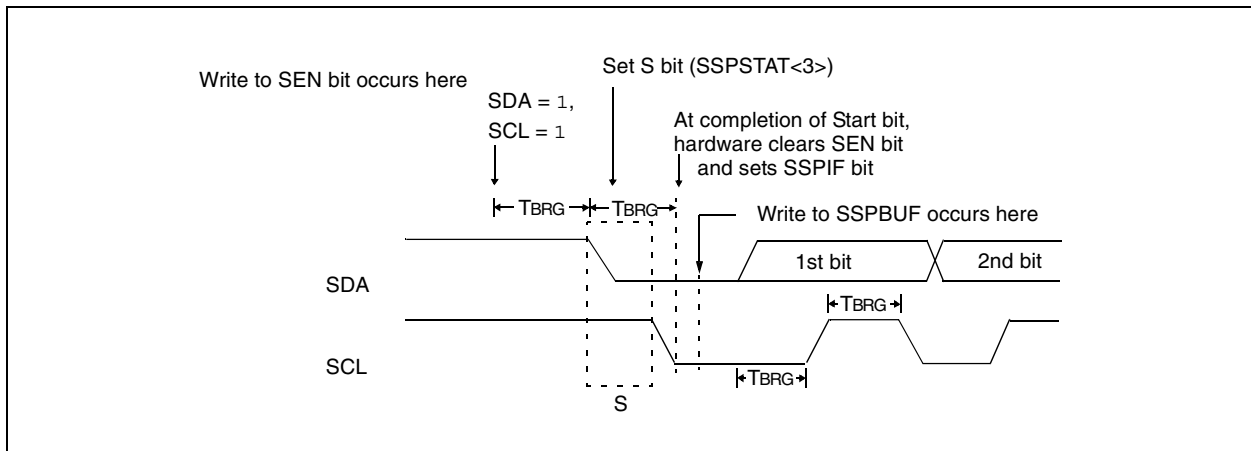 Write to SEN bit occurs here
Set S bit (SSPSTAT<3>)
SDA = 1,
SCL = 1
At completion of Start bit,
hardware clears SEN bit
and sets SSPIF bit
TBRG
TBRG
Write to SSPBUF occurs here
SDA
1st bit
2nd bit
TBRG
SCL
TBRG
S